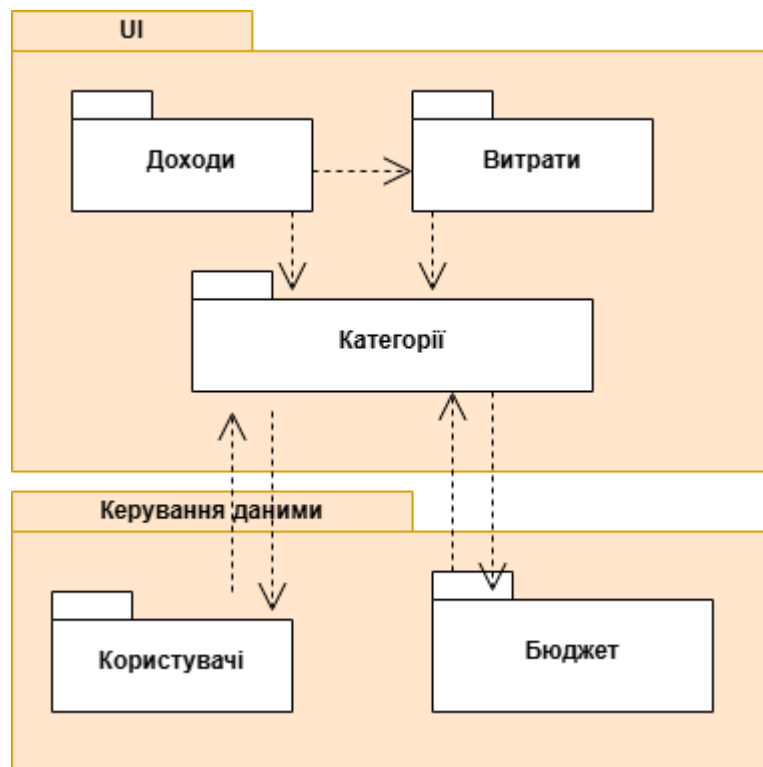 UI
Доходи
Витрати
Категорії
Керування даними
Користувачі
Бюджет